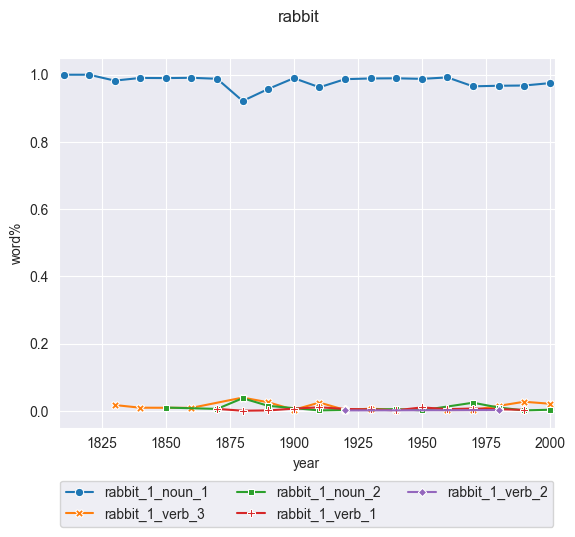 rabbit
1.0
0.8
0.6
0.4
0.2
0.0
word%
1825 1850 1875 1900 1925 1950 1975 2000
year
rabbit_1_noun_1 rabbit_1_noun_2 rabbit_1_verb_2
rabbit_1_verb_3 rabbit_1_verb_1